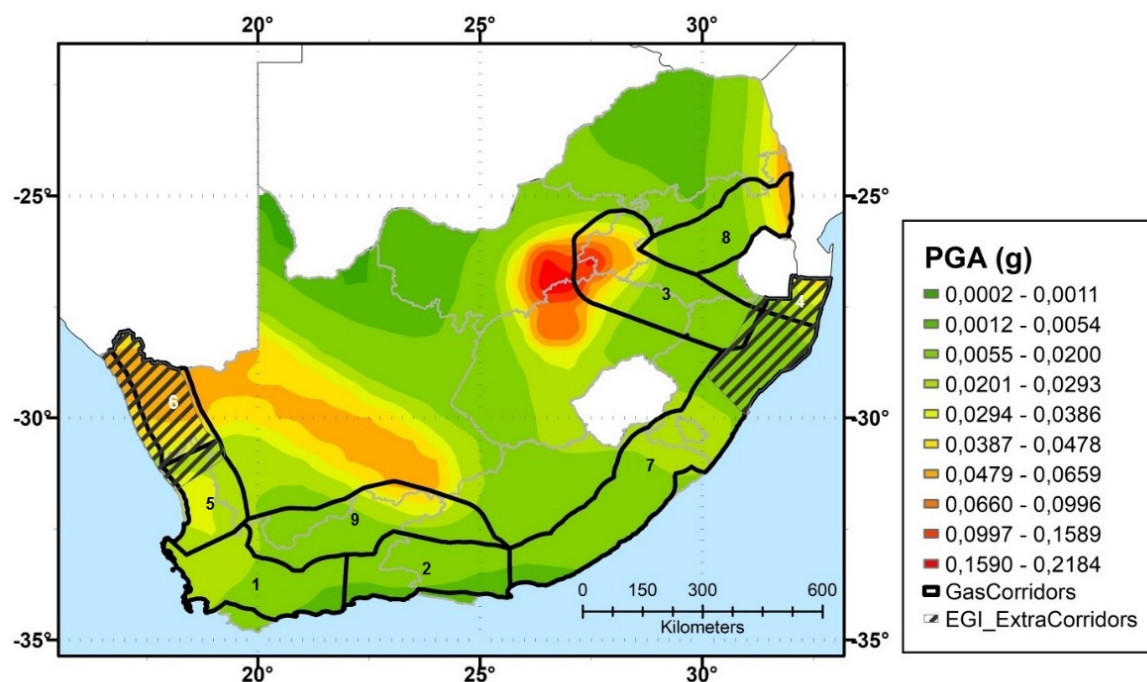 20° 25° 30°
-25° -25°
-30° -30°
-35° -35°
8
3
4
6
7
5
9
2
1
0 150 300 600
Kilometers
20° 25° 30°
PGA (g)
0,0002 - 0,0011
0,0012 - 0,0054
0,0055 - 0,0200
0,0201 - 0,0293
0,0294 - 0,0386
0,0387 - 0,0478
0,0479 - 0,0659
0,0660 - 0,0996
0,0997 - 0,1589
0,1590 - 0,2184
GasCorridors
EGI_ExtraCorridors